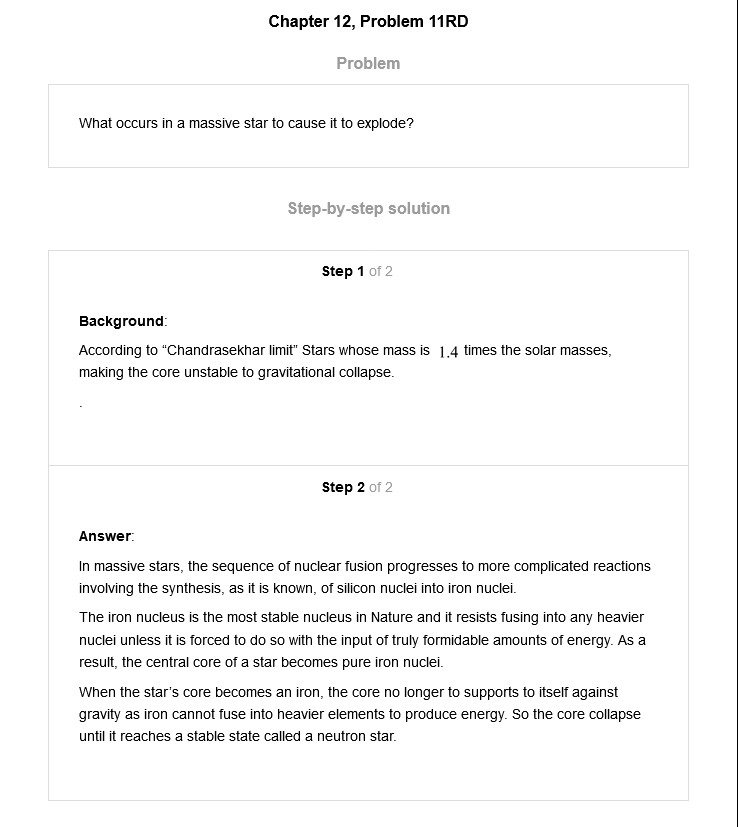 Chapter 12, Problem 11RD
Problem
What occurs in a massive star to cause it to explode?
Step-by-step solution
Step 1 of 2
Background:
According to “Chandrasekhar limit” Stars whose mass is 1.4 times the solar masses,
making the core unstable to gravitational collapse.
.
Step 2 of 2
Answer:
In massive stars, the sequence of nuclear fusion progresses to more complicated reactions
involving the synthesis, as it is known, of silicon nuclei into iron nuclei.
The iron nucleus is the most stable nucleus in Nature and it resists fusing into any heavier
nuclei unless it is forced to do so with the input of truly formidable amounts of energy. As a
result, the central core of a star becomes pure iron nuclei.
When the star’s core becomes an iron, the core no longer to supports to itself against
gravity as iron cannot fuse into heavier elements to produce energy. So the core collapse
until it reaches a stable state called a neutron star.